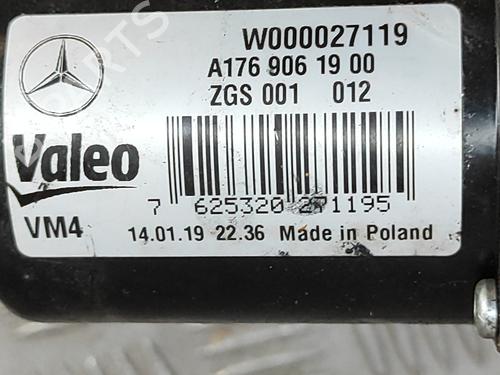 W000027119
A176 906 19 00
ZGS 001 012
Valeo
7 625320 271195
VM4
14.01.19 22.36 Made in Poland